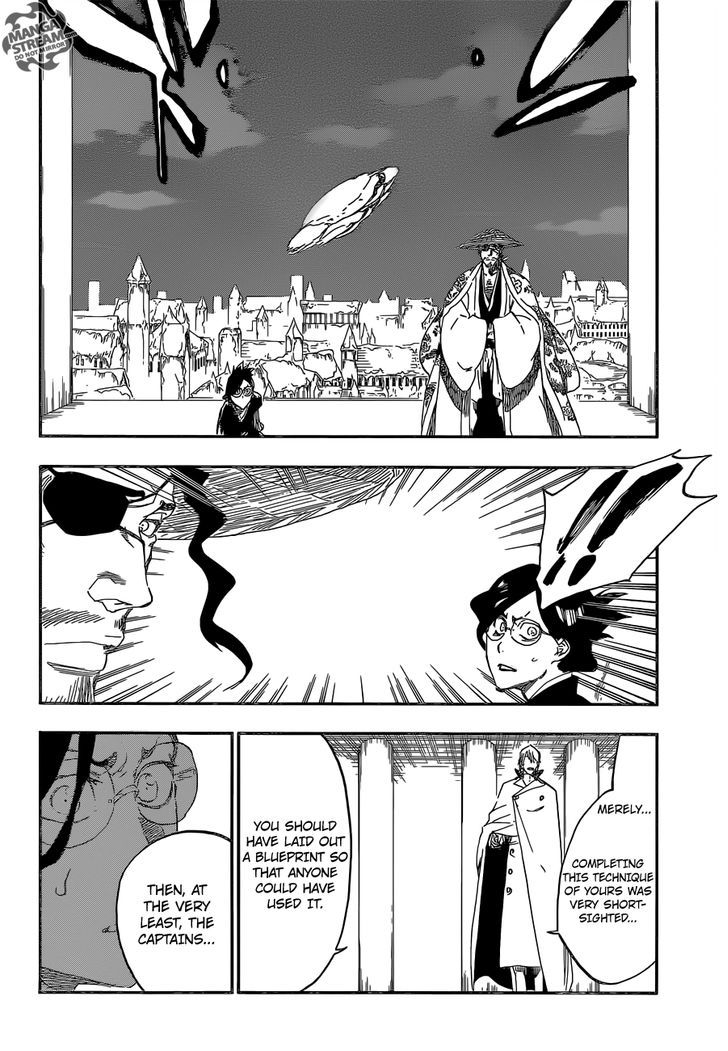 MANGA
STREAM
DO NOT MIRROR!
MERELY...
COMPLETING
THIS TECHNIQUE
OF YOURS WAS
VERY SHORT-
SIGHTED...
YOU SHOULD
HAVE LAID OUT
A BLUEPRINT SO
THAT ANYONE
COULD HAVE
USED IT.
THEN, AT
THE VERY
LEAST, THE
CAPTAINS...